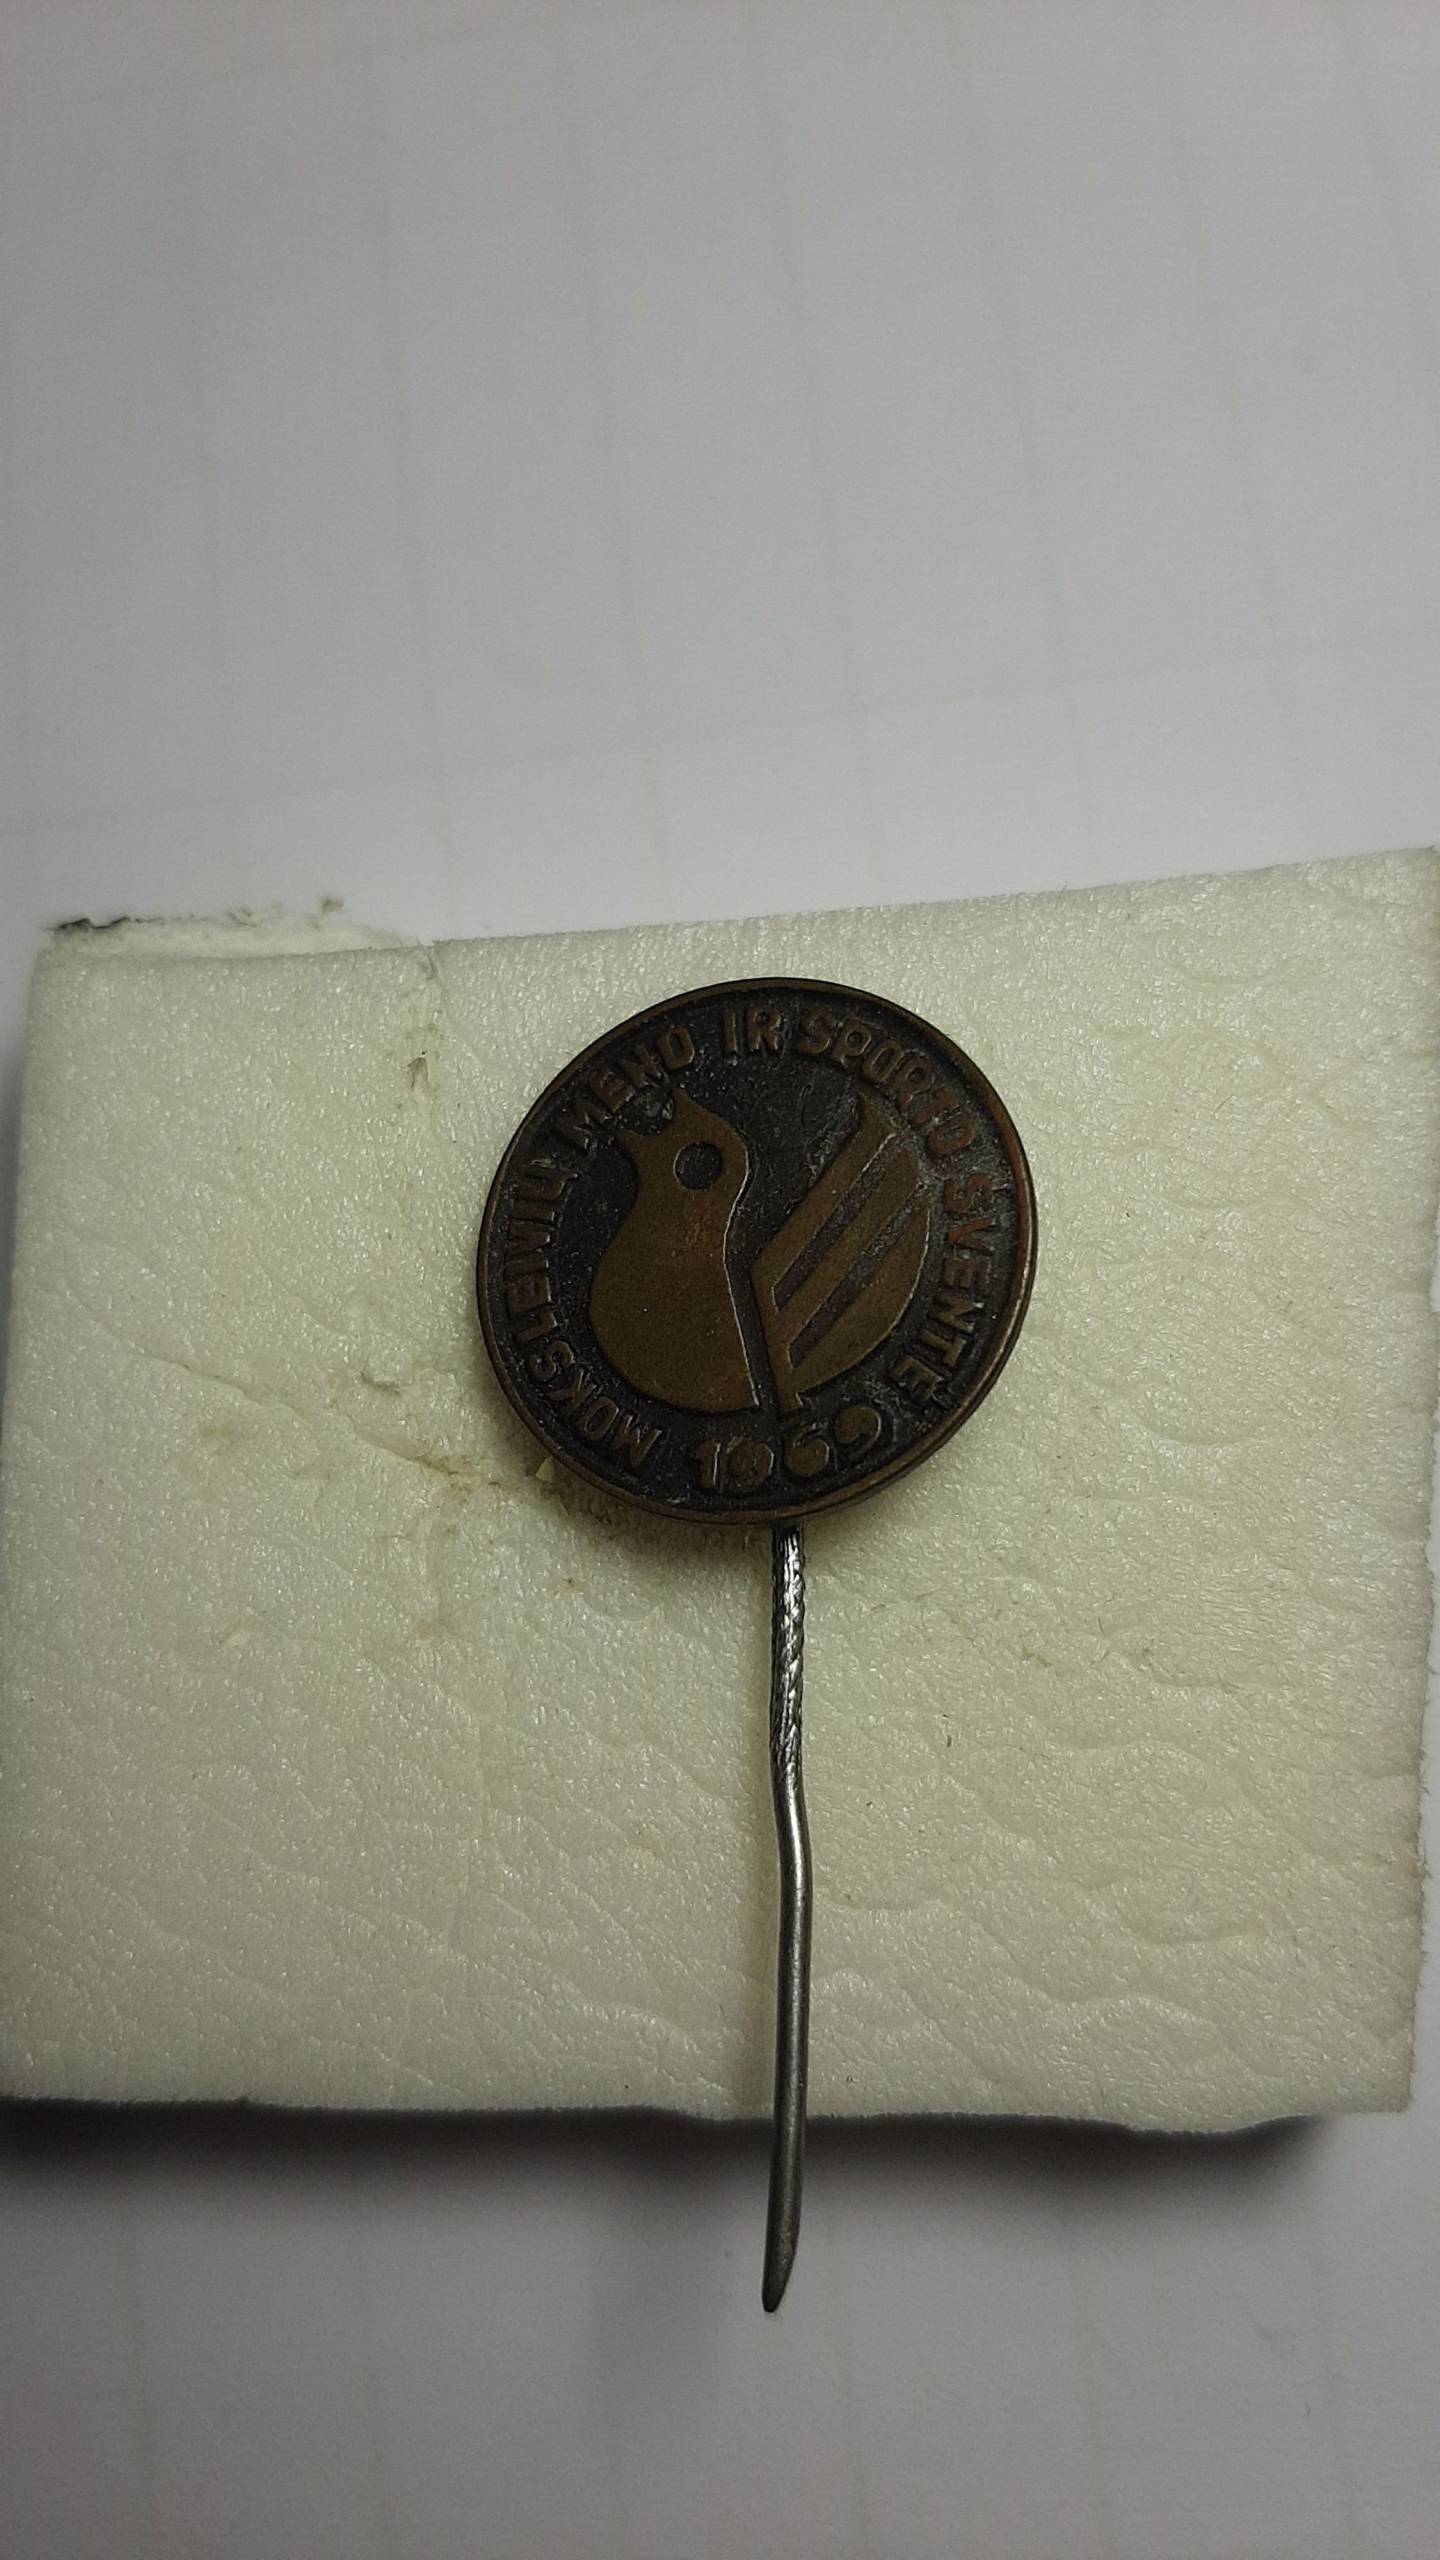 MOKSLEIVIŲ MENO IR SPORTO ŠVENTĖ
1969